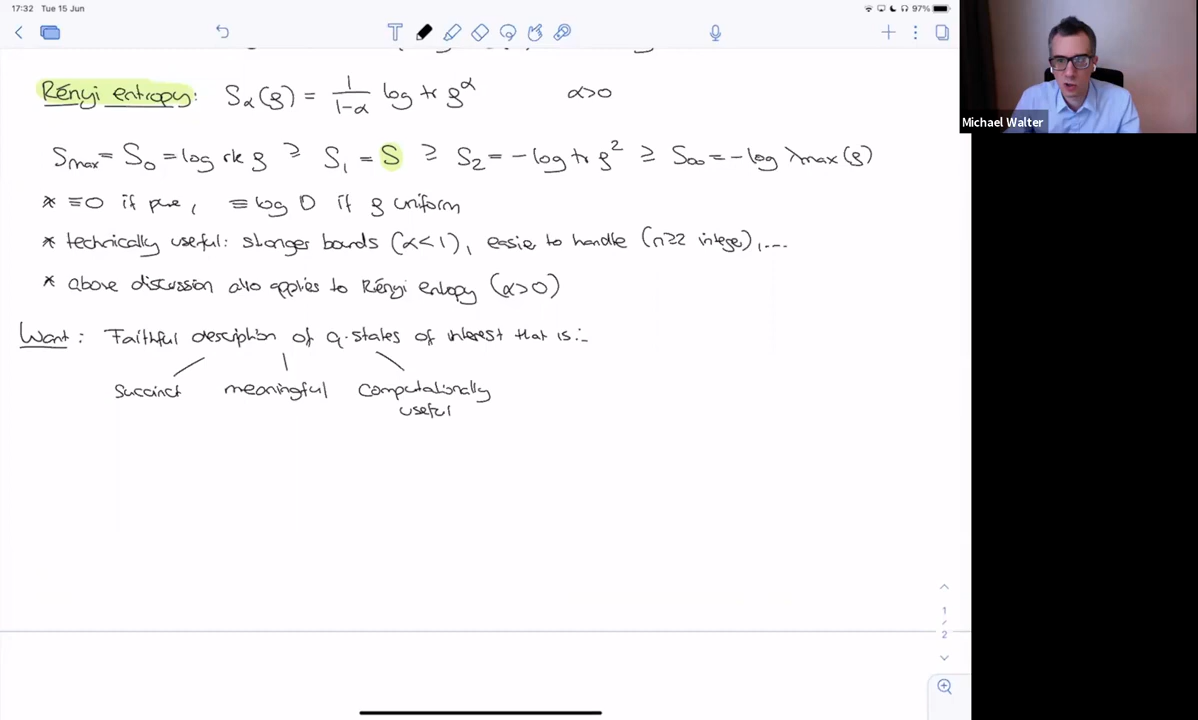 17:32 Tue 15 Jun
97%
Rényi entropy: Sα(ρ) = 1/(1-α) log tr ρ^α α>0
Smax = S₀ = log rk ρ ≥ S₁ = S ≥ S₂ = -log tr ρ² ≥ S∞ = -log λmax(ρ)
* ≡0 if pure, ≡ log D if ρ uniform
* technically useful: stronger bounds (α<1), easier to handle (n≥2 integer),...
* above discussion also applies to Rényi entropy (α>0)
Want: Faithful description of q. states of interest that is:
Succinct meaningful computationally
useful
1
/
2
Michael Walter